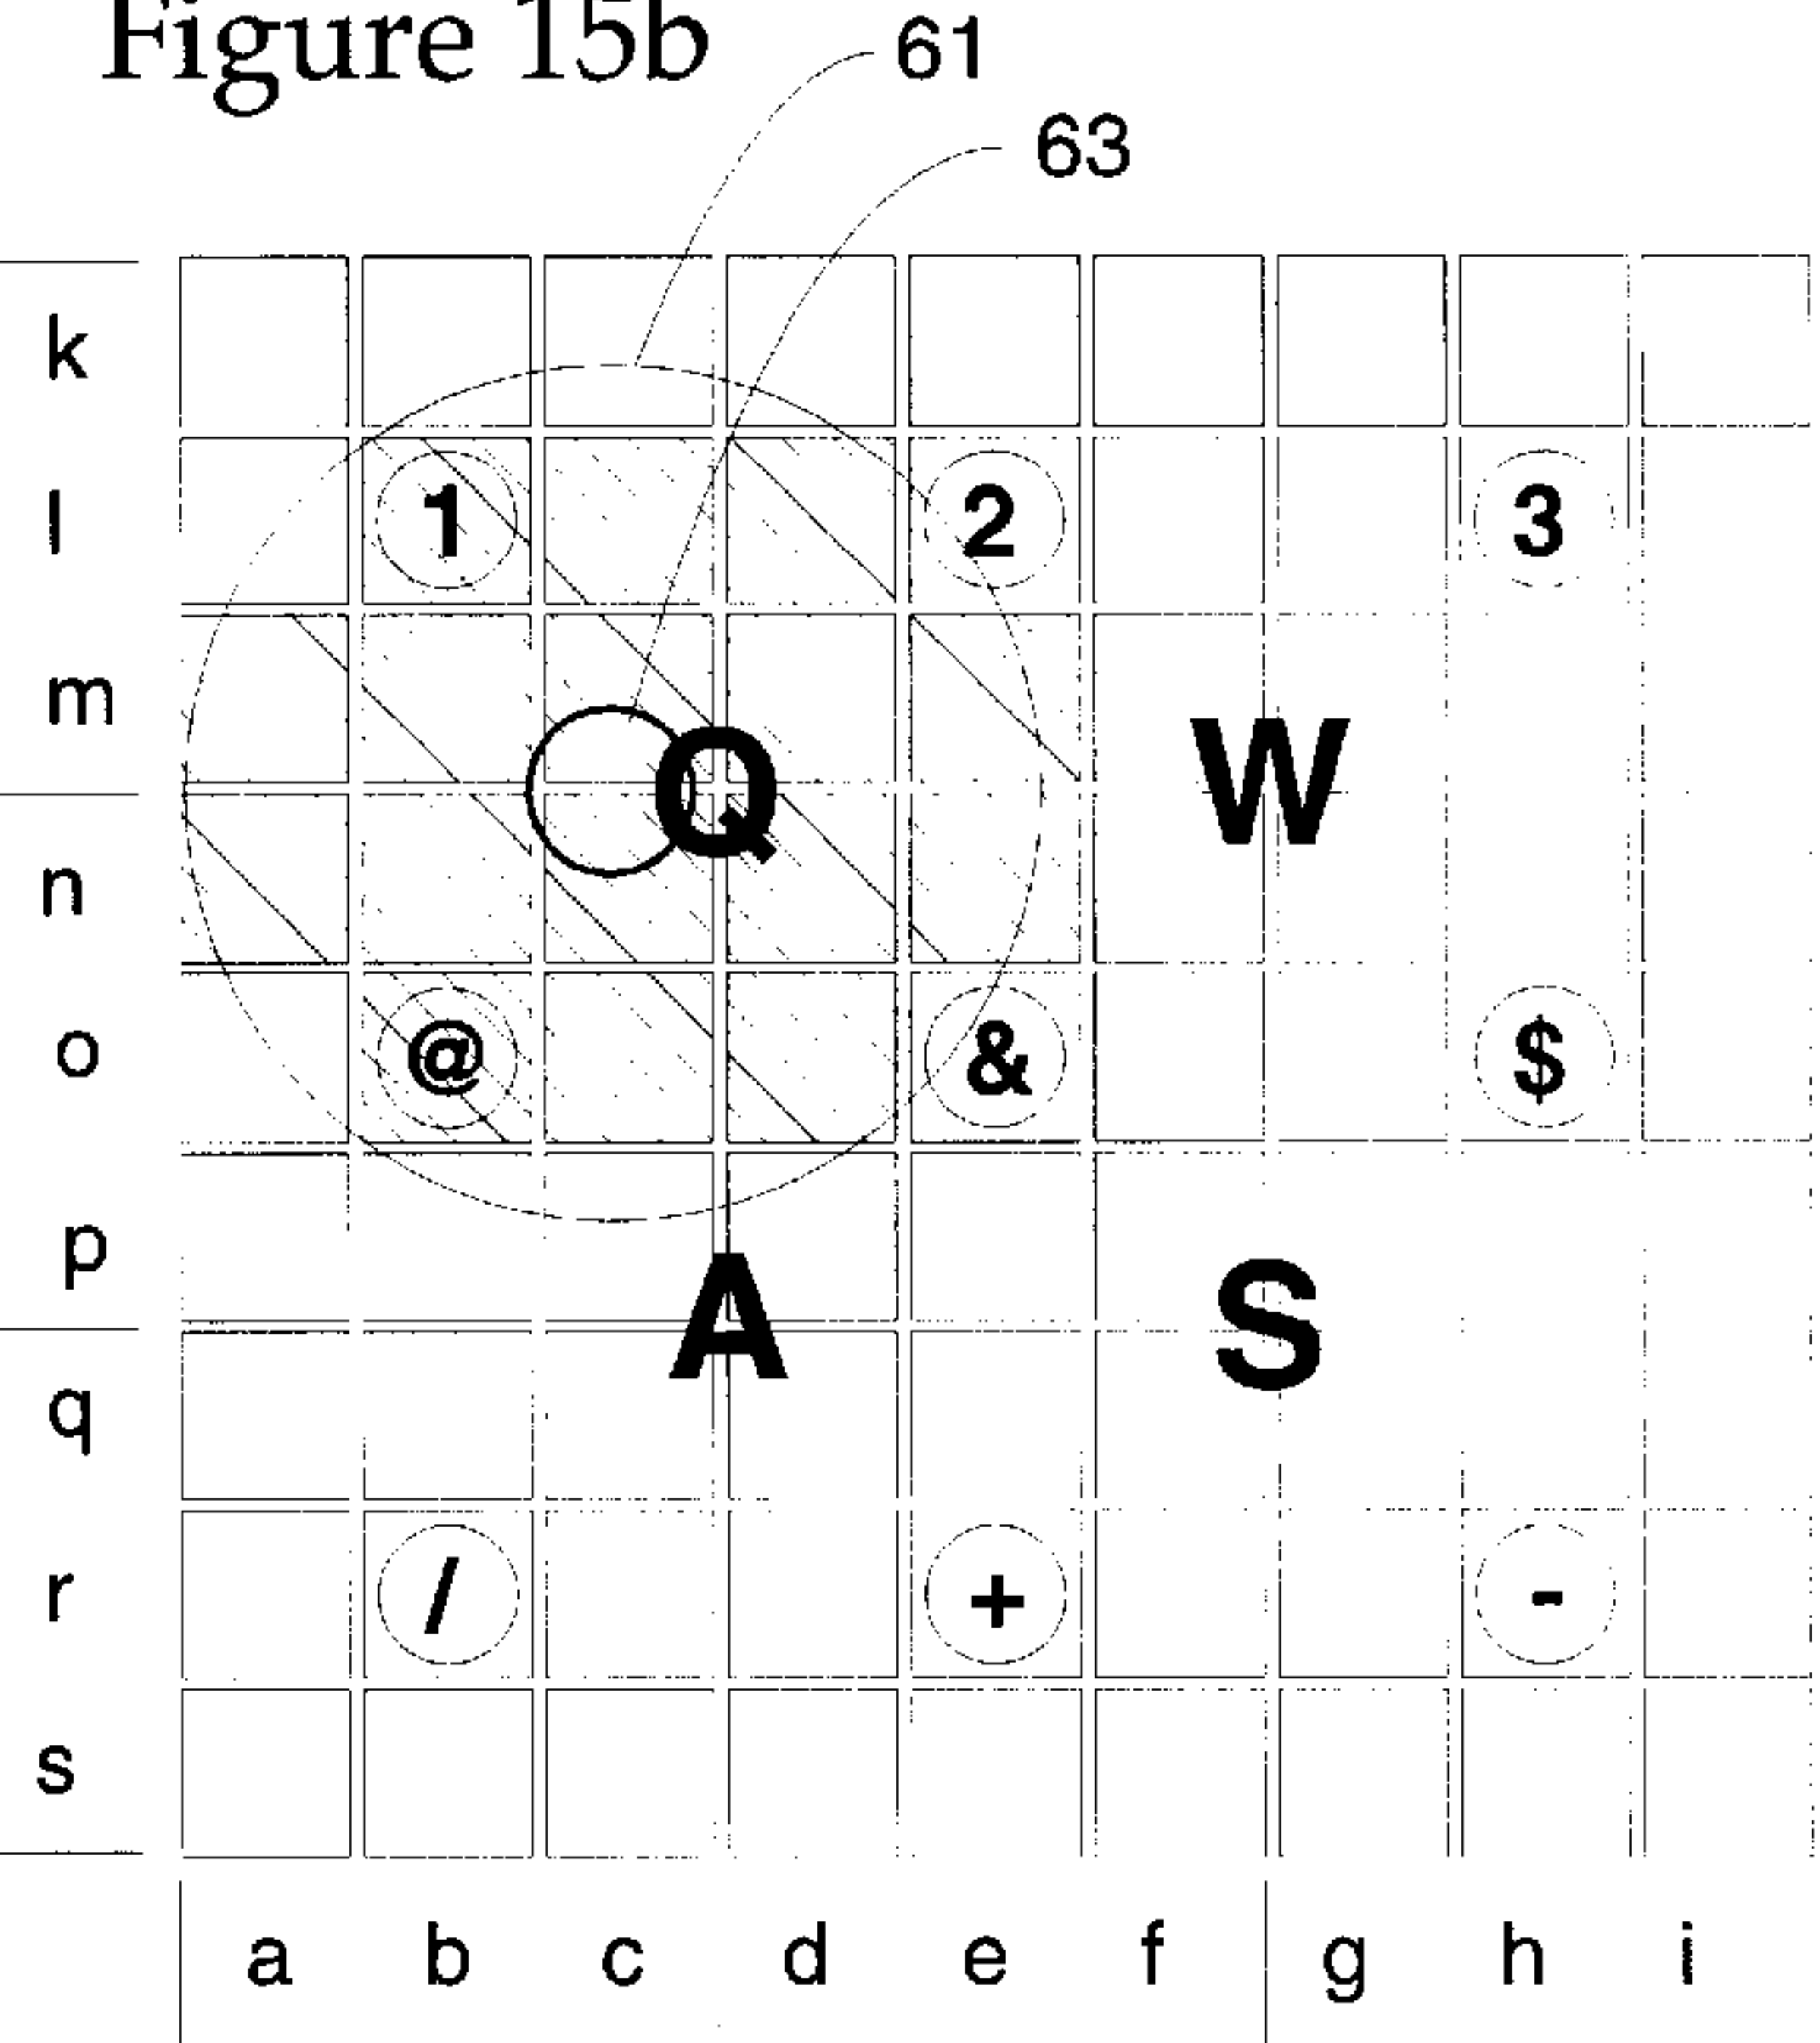 Figure 15b
61
63
k
l
1 2 3
m
Q W
n
o
@ & $
p
A S
q
r
/ + -
s
a b c d e f g h i